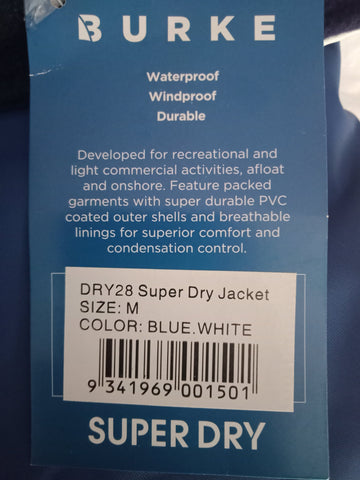 BURKE
Waterproof
Windproof
Durable
Developed for recreational and
light commercial activities, afloat
and onshore. Feature packed
garments with super durable PVC
coated outer shells and breathable
linings for superior comfort and
condensation control.
DRY28 Super Dry Jacket
SIZE: M
COLOR: BLUE.WHITE
9 341969 001501
SUPER DRY